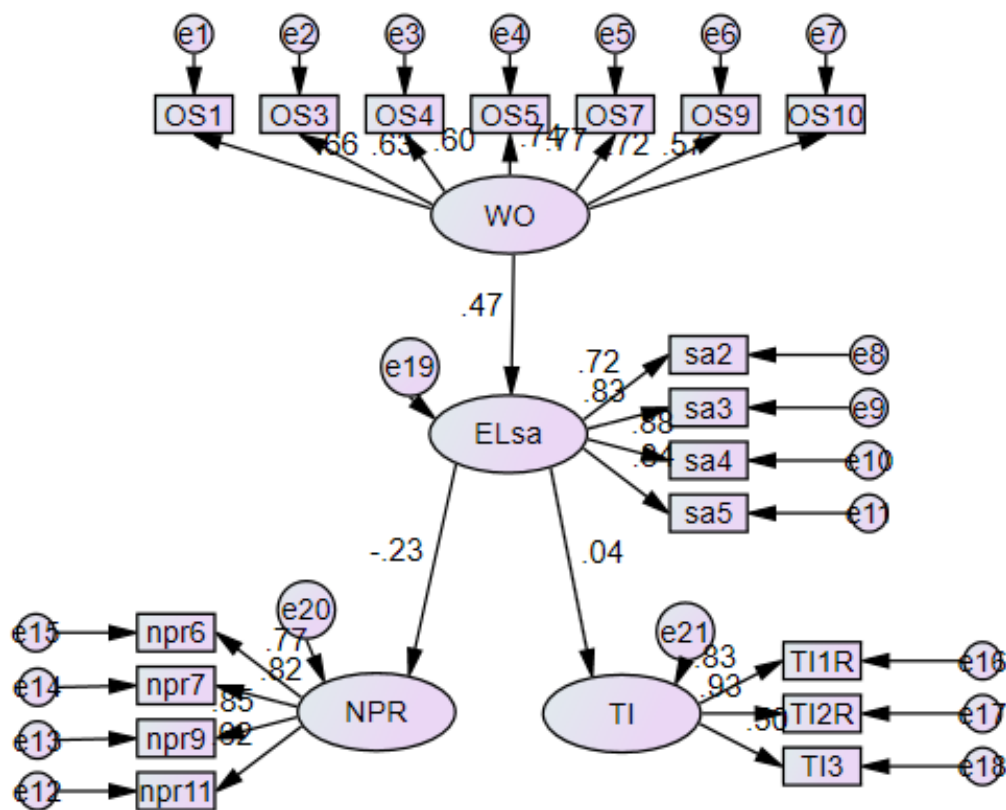 e1 e2 e3 e4 e5 e6 e7
OS1 OS3 OS4 OS5 OS7 OS9 OS10
.66 .63 .60 .74 .77 .72
WO
.47
e19 .72 sa2 e8
.83 sa3 e9
ELsa .88 sa4 e10
.84 sa5 e11
-.23 .04
e20 e21
e15 npr6 .77 .83 TI1R e16
e14 npr7 .82 .93 TI2R e17
NPR TI
e13 npr9 .85 TI3 e18
e12 npr11